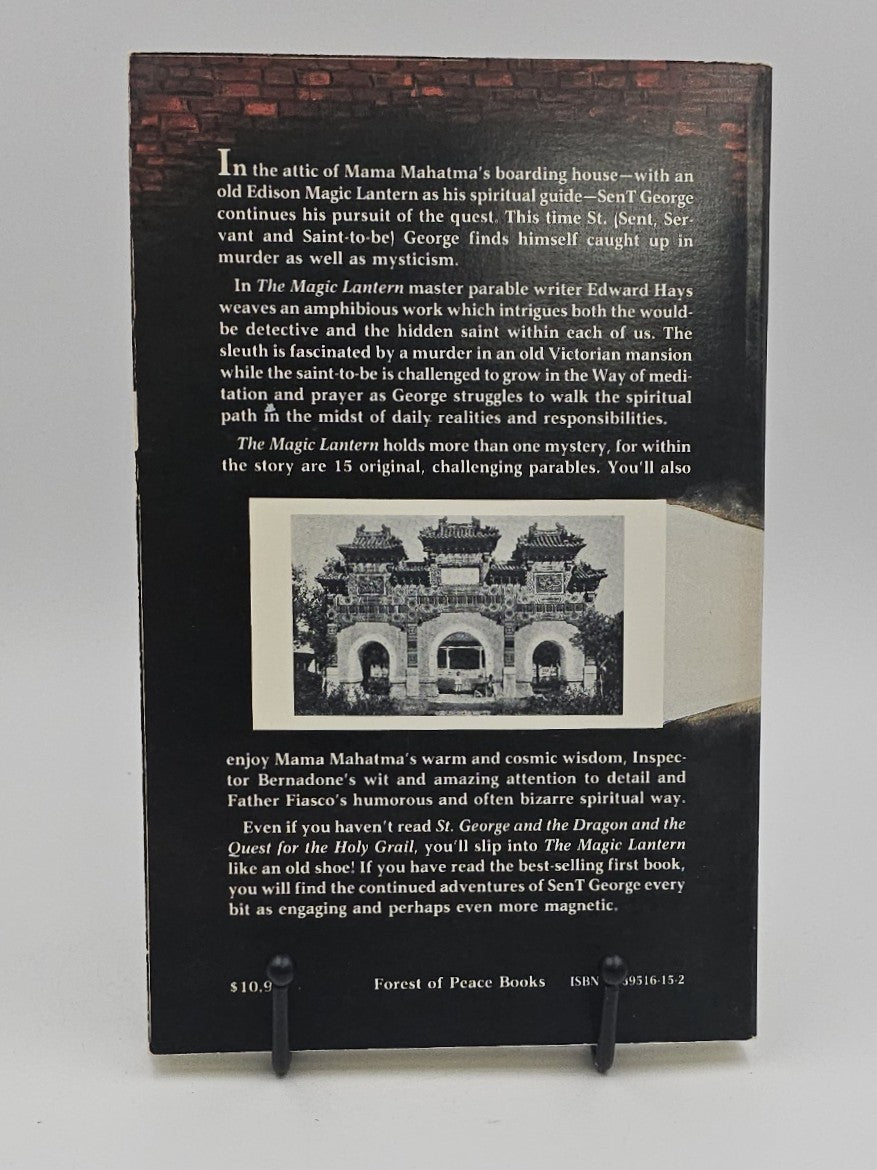 In the attic of Mama Mahatma's boarding house—with an
old Edison Magic Lantern as his spiritual guide—SenT George
continues his pursuit of the quest. This time St. (Sent, Ser-
vant and Saint-to-be) George finds himself caught up in
murder as well as mysticism.
In The Magic Lantern master parable writer Edward Hays
weaves an amphibious work which intrigues both the would-
be detective and the hidden saint within each of us. The
sleuth is fascinated by a murder in an old Victorian mansion
while the saint-to-be is challenged to grow in the Way of medi-
tation and prayer as George struggles to walk the spiritual
path in the midst of daily realities and responsibilities.
The Magic Lantern holds more than one mystery, for within
the story are 15 original, challenging parables. You'll also
enjoy Mama Mahatma's warm and cosmic wisdom, Inspec-
tor Bernadone's wit and amazing attention to detail and
Father Fiasco's humorous and often bizarre spiritual way.
Even if you haven't read St. George and the Dragon and the
Quest for the Holy Grail, you'll slip into The Magic Lantern
like an old shoe! If you have read the best-selling first book,
you will find the continued adventures of SenT George every
bit as engaging and perhaps even more magnetic.
$10.9 Forest of Peace Books ISBN 39516-15-2